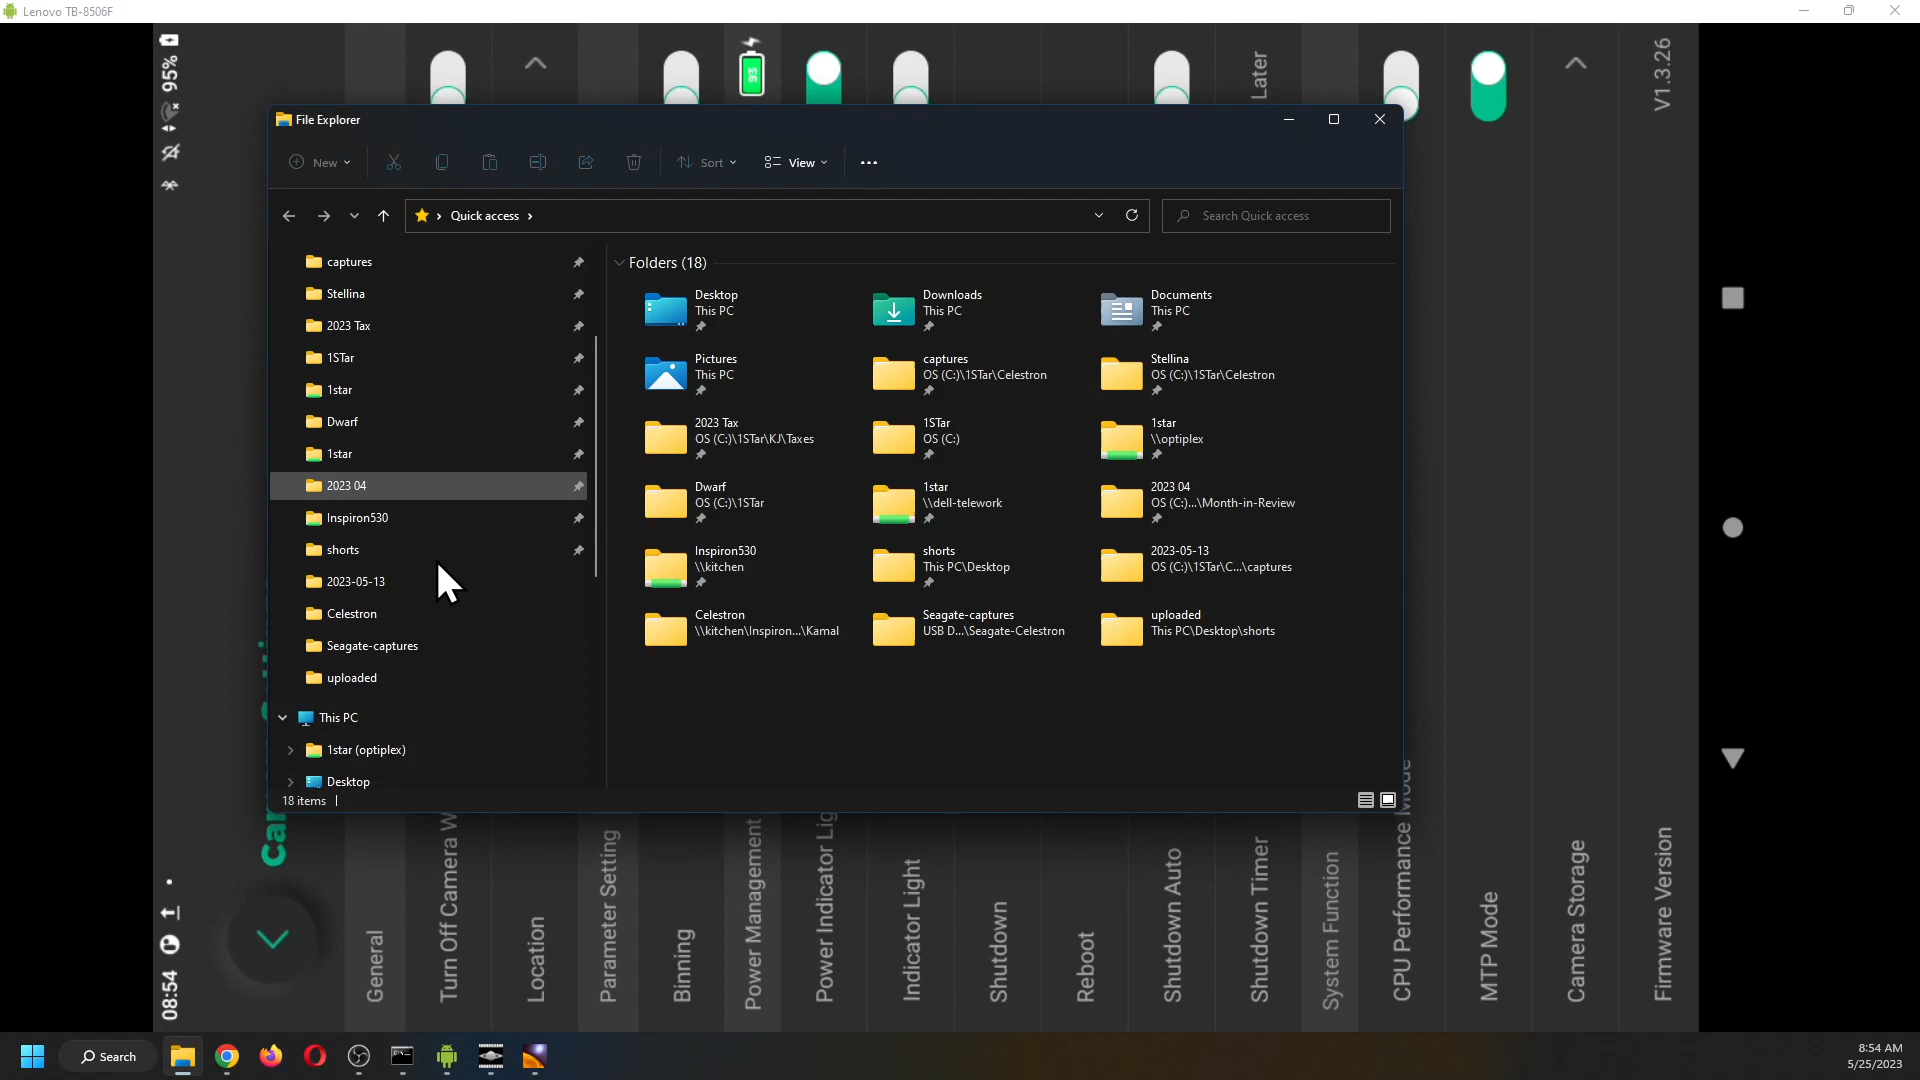 Lenovo TB-8506F
95%
93
Later
V1.3.26
File Explorer
New
Sort
View
Quick access
Search Quick access
captures
Stellina
2023 Tax
1STar
1star
Dwarf
1star
2023 04
Inspiron530
shorts
2023-05-13
Celestron
Seagate-captures
uploaded
This PC
1star (optiplex)
Desktop
Folders (18)
Desktop
This PC
Downloads
This PC
Documents
This PC
Pictures
This PC
captures
OS (C:)\1STar\Celestron
Stellina
OS (C:)\1STar\Celestron
2023 Tax
OS (C:)\1STar\KJ\Taxes
1STar
OS (C:)
1star
\\optiplex
Dwarf
OS (C:)\1STar
1star
\\dell-telework
2023 04
OS (C:)...\Month-in-Review
Inspiron530
\\kitchen
shorts
This PC\Desktop
2023-05-13
OS (C:)\1STar\C...\captures
Celestron
\\kitchen\Inspiron...\Kamal
Seagate-captures
USB D...\Seagate-Celestron
uploaded
This PC\Desktop\shorts
18 items
08:54
General
Turn Off Camera W
Location
Parameter Setting
Binning
Power Management
Power Indicator Lig
Indicator Light
Shutdown
Reboot
Shutdown Auto
Shutdown Timer
System Function
CPU Performance Mode
MTP Mode
Camera Storage
Firmware Version
Search
8:54 AM
5/25/2023